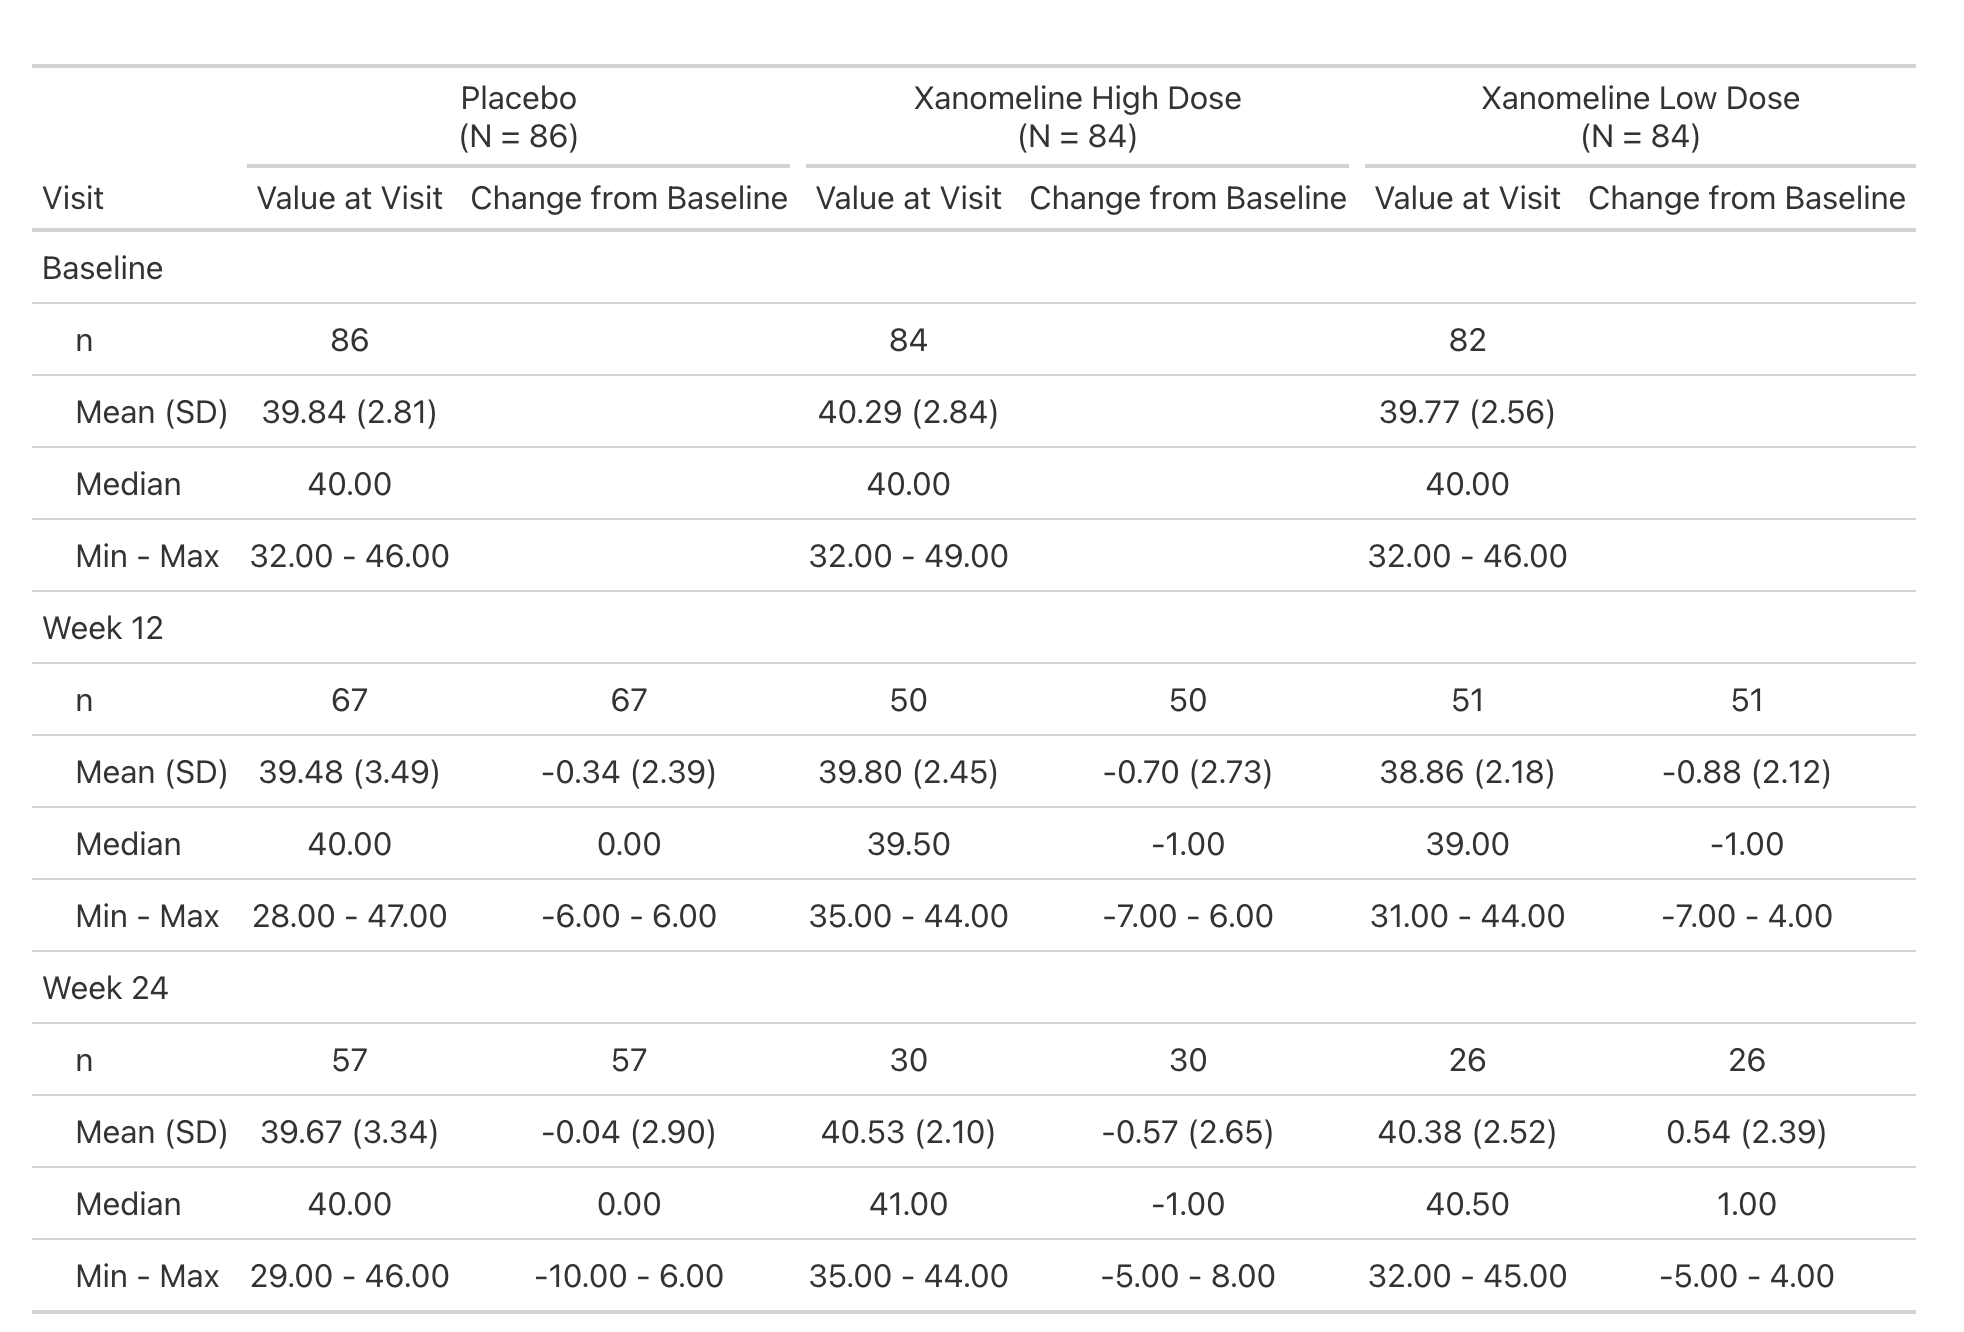 Placebo Xanomeline High Dose Xanomeline Low Dose
(N = 86) (N = 84) (N = 84)
Visit Value at Visit Change from Baseline Value at Visit Change from Baseline Value at Visit Change from Baseline
Baseline
n 86 84 82
Mean (SD) 39.84 (2.81) 40.29 (2.84) 39.77 (2.56)
Median 40.00 40.00 40.00
Min - Max 32.00 - 46.00 32.00 - 49.00 32.00 - 46.00
Week 12
n 67 67 50 50 51 51
Mean (SD) 39.48 (3.49) -0.34 (2.39) 39.80 (2.45) -0.70 (2.73) 38.86 (2.18) -0.88 (2.12)
Median 40.00 0.00 39.50 -1.00 39.00 -1.00
Min - Max 28.00 - 47.00 -6.00 - 6.00 35.00 - 44.00 -7.00 - 6.00 31.00 - 44.00 -7.00 - 4.00
Week 24
n 57 57 30 30 26 26
Mean (SD) 39.67 (3.34) -0.04 (2.90) 40.53 (2.10) -0.57 (2.65) 40.38 (2.52) 0.54 (2.39)
Median 40.00 0.00 41.00 -1.00 40.50 1.00
Min - Max 29.00 - 46.00 -10.00 - 6.00 35.00 - 44.00 -5.00 - 8.00 32.00 - 45.00 -5.00 - 4.00